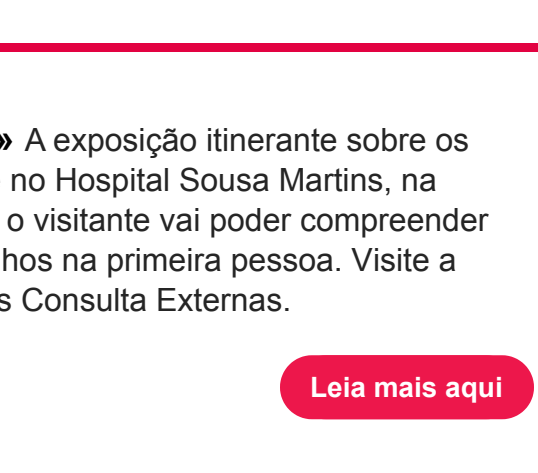 » A exposição itinerante sobre os
no Hospital Sousa Martins, na
o visitante vai poder compreender
hos na primeira pessoa. Visite a
s Consulta Externas.
Leia mais aqui